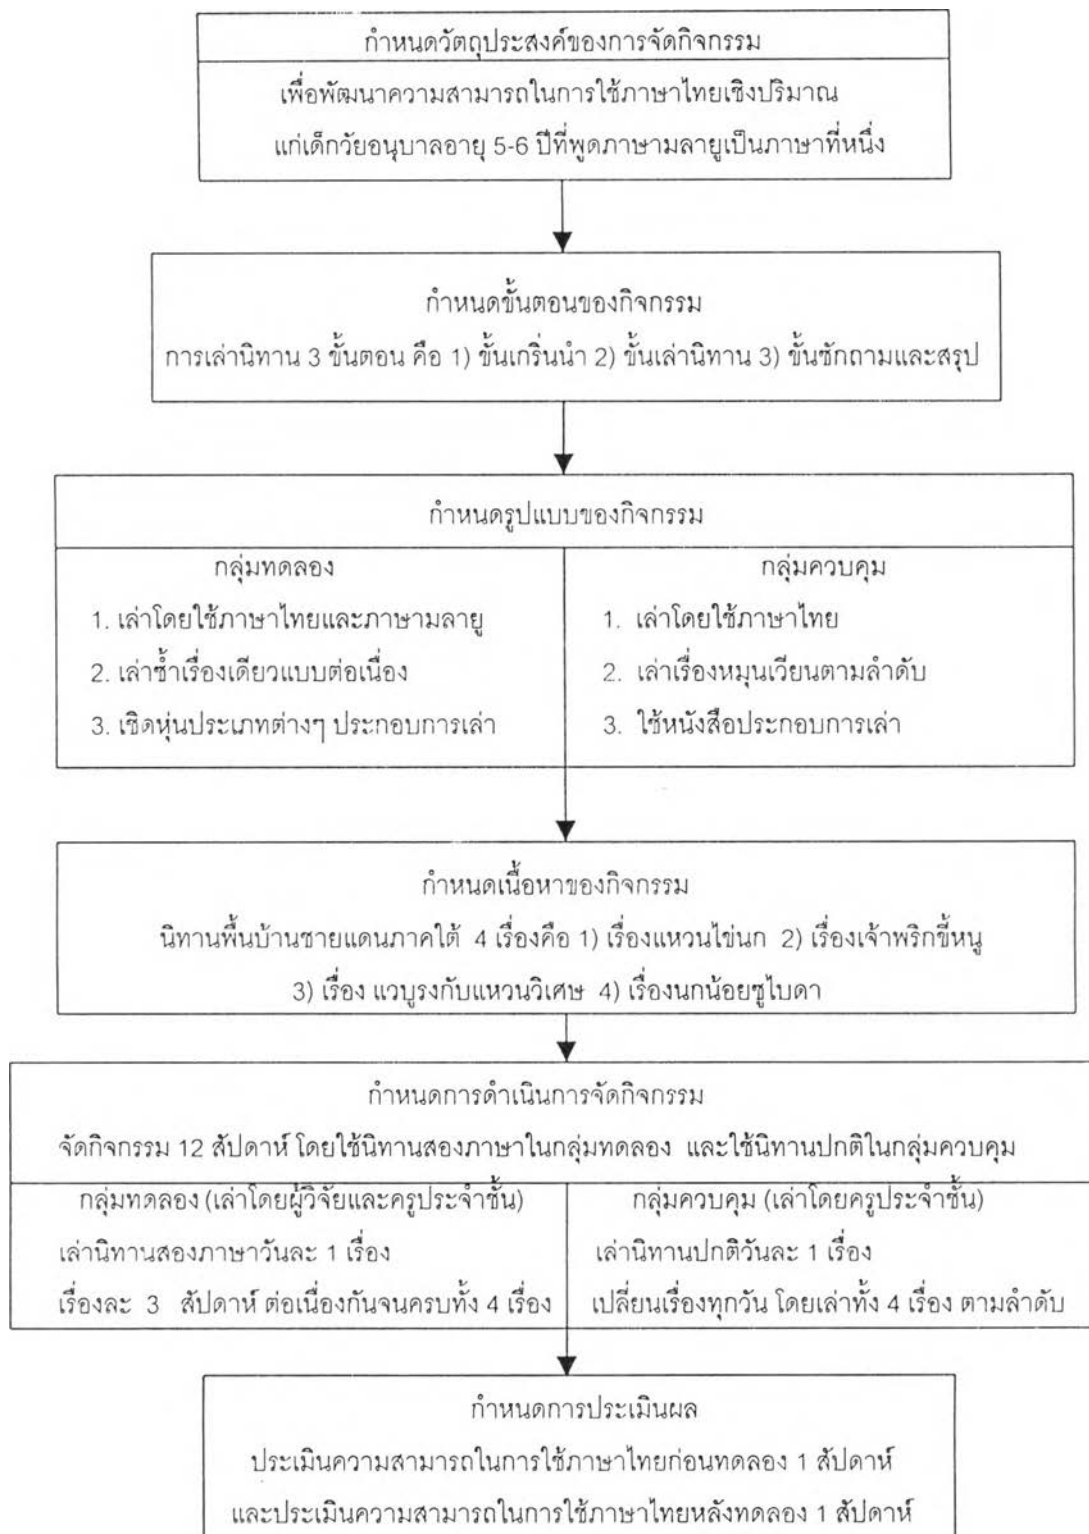 กำหนดวัตถุประสงค์ของการจัดกิจกรรม
เพื่อพัฒนาความสามารถในการใช้ภาษาไทยเชิงปริมาณ
แก่เด็กวัยอนุบาลอายุ 5-6 ปีที่พูดภาษามลายูเป็นภาษาที่หนึ่ง
กำหนดขั้นตอนของกิจกรรม
การเล่านิทาน 3 ขั้นตอน คือ 1) ขั้นเกริ่นนำ 2) ขั้นเล่านิทาน 3) ขั้นซักถามและสรุป
กำหนดรูปแบบของกิจกรรม
กลุ่มทดลอง
1. เล่าโดยใช้ภาษาไทยและภาษามลายู
2. เล่าซ้ำเรื่องเดียวแบบต่อเนื่อง
3. เชิดหุ่นประเภทต่างๆ ประกอบการเล่า
กลุ่มควบคุม
1. เล่าโดยใช้ภาษาไทย
2. เล่าเรื่องหมุนเวียนตามลำดับ
3. ใช้หนังสือประกอบการเล่า
กำหนดเนื้อหาของกิจกรรม
นิทานพื้นบ้านชายแดนภาคใต้ 4 เรื่องคือ 1) เรื่องแหวนไข่นก 2) เรื่องเจ้าพริกขี้หนู
3) เรื่อง แวบูรงกับแหวนวิเศษ 4) เรื่องนกน้อยซูไบดา
กำหนดการดำเนินการจัดกิจกรรม
จัดกิจกรรม 12 สัปดาห์ โดยใช้นิทานสองภาษาในกลุ่มทดลอง และใช้นิทานปกติในกลุ่มควบคุม
กลุ่มทดลอง (เล่าโดยผู้วิจัยและครูประจำชั้น)
เล่านิทานสองภาษาวันละ 1 เรื่อง
เรื่องละ 3 สัปดาห์ ต่อเนื่องกันจนครบทั้ง 4 เรื่อง
กลุ่มควบคุม (เล่าโดยครูประจำชั้น)
เล่านิทานปกติวันละ 1 เรื่อง
เปลี่ยนเรื่องทุกวัน โดยเล่าทั้ง 4 เรื่อง ตามลำดับ
กำหนดการประเมินผล
ประเมินความสามารถในการใช้ภาษาไทยก่อนทดลอง 1 สัปดาห์
และประเมินความสามารถในการใช้ภาษาไทยหลังทดลอง 1 สัปดาห์